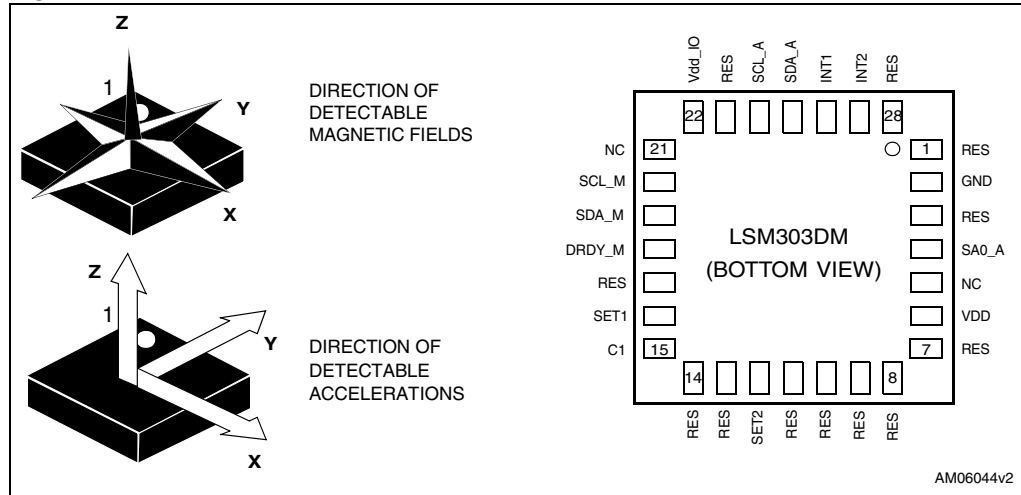 Z
1
Y
X
DIRECTION OF
DETECTABLE
MAGNETIC FIELDS
Z
1
Y
X
DIRECTION OF
DETECTABLE
ACCELERATIONS
Vdd_IO
RES
SCL_A
SDA_A
INT1
INT2
RES
22
28
NC
21
1
RES
SCL_M
GND
SDA_M
RES
DRDY_M
SA0_A
RES
NC
SET1
VDD
C1
15
7
RES
LSM303DM
(BOTTOM VIEW)
14
8
RES
RES
SET2
RES
RES
RES
RES
AM06044v2